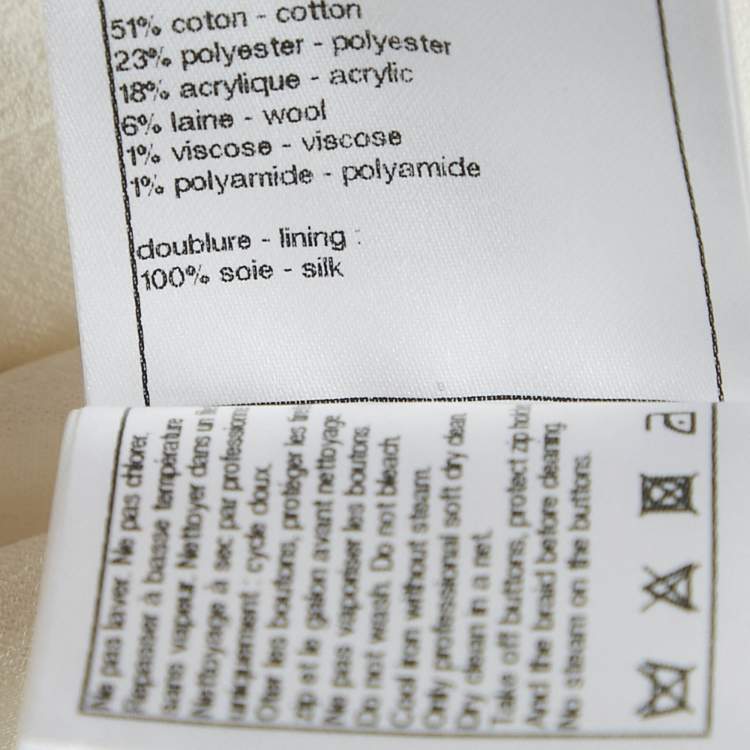 51% coton - cotton
23% polyester - polyester
18% acrylique - acrylic
6% laine - wool
1% viscose - viscose
1% polyamide - polyamide
doublure - lining :
100% soie - silk
Ne pas laver. Ne pas chlorer.
Repasser à basse température
sans vapeur. Nettoyer dans un
Nettoyage à sec par profession
uniquement : cycle doux.
Oter les boutons, protéger les
zip et le galon avant nettoyage
Ne pas vaporiser les boutons.
Do not wash. Do not bleach.
Cool iron without steam.
Only professional soft dry clean.
Dry clean in a net.
Take off buttons, protect zip
And the braid before cleaning.
No steam on the buttons.